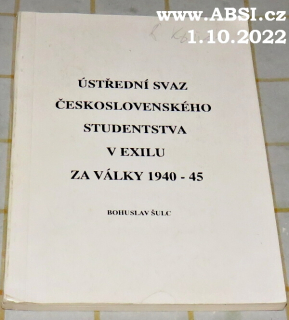 www.ABSI.cz
1.10.2022
ÚSTŘEDNÍ SVAZ
ČESKOSLOVENSKÉHO
STUDENTSTVA
V EXILU
ZA VÁLKY 1940 - 45
BOHUSLAV ŠULC